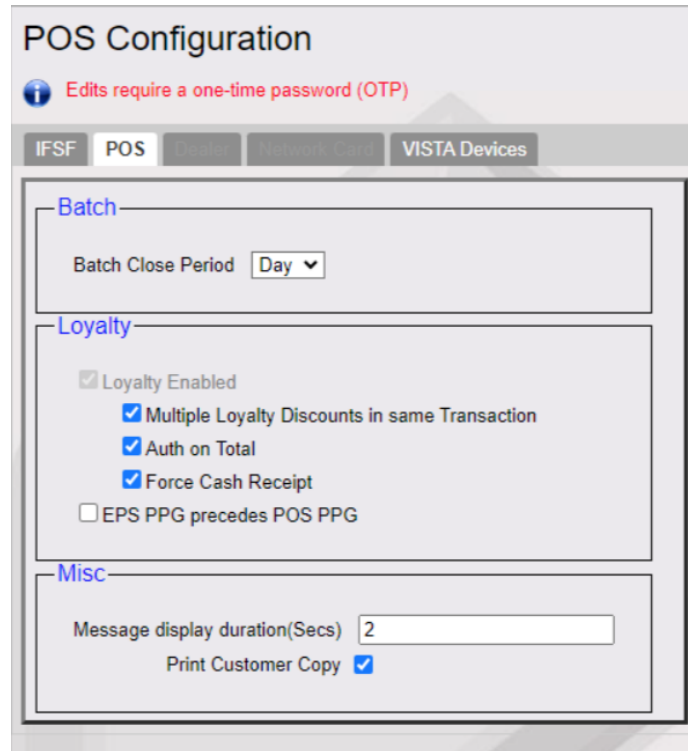 POS Configuration
Edits require a one-time password (OTP)
IFSF POS Dealer Network Card VISTA Devices
Batch
Batch Close Period Day
Loyalty
Loyalty Enabled
Multiple Loyalty Discounts in same Transaction
Auth on Total
Force Cash Receipt
EPS PPG precedes POS PPG
Misc
Message display duration(Secs) 2
Print Customer Copy